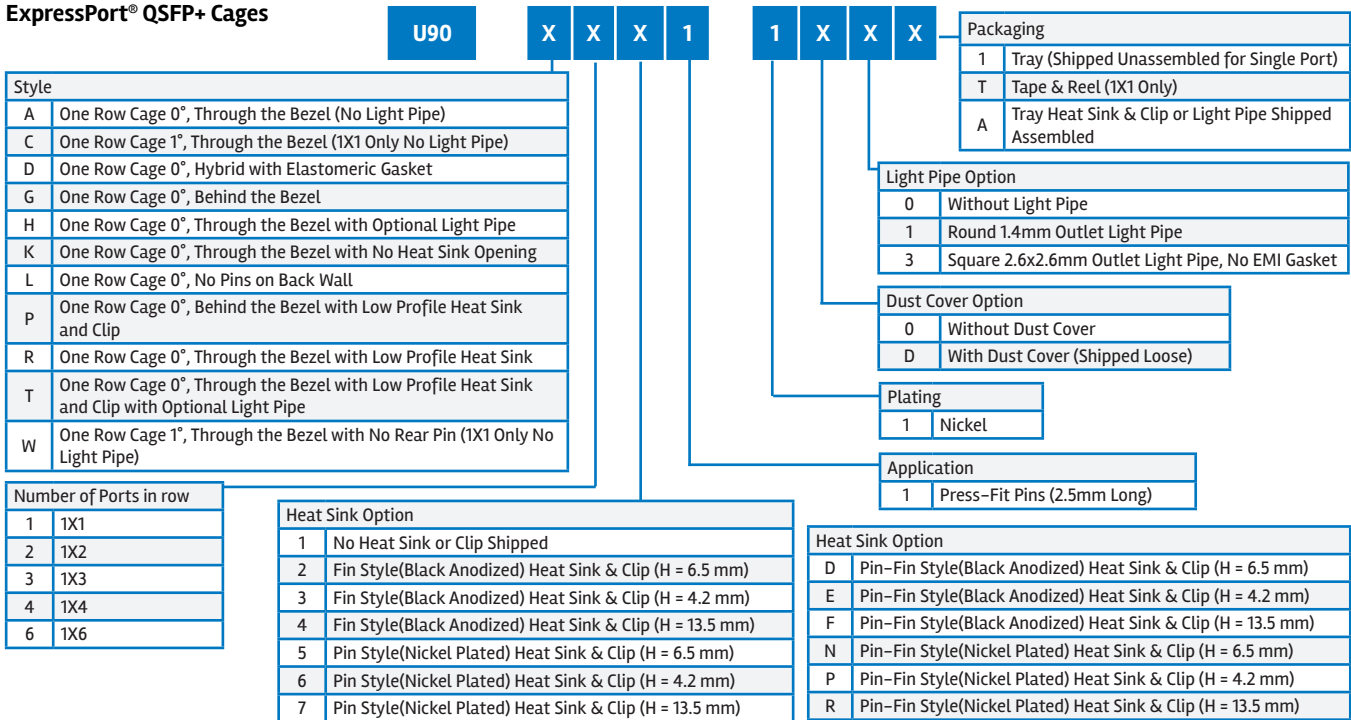 ExpressPort® QSFP+ Cages
U90 X X X 1 1 X X X
Packaging
1 Tray (Shipped Unassembled for Single Port)
T Tape & Reel (1X1 Only)
A Tray Heat Sink & Clip or Light Pipe Shipped
Assembled
Style
A One Row Cage 0°, Through the Bezel (No Light Pipe)
C One Row Cage 1°, Through the Bezel (1X1 Only No Light Pipe)
D One Row Cage 0°, Hybrid with Elastomeric Gasket
G One Row Cage 0°, Behind the Bezel
H One Row Cage 0°, Through the Bezel with Optional Light Pipe
K One Row Cage 0°, Through the Bezel with No Heat Sink Opening
L One Row Cage 0°, No Pins on Back Wall
P One Row Cage 0°, Behind the Bezel with Low Profile Heat Sink
and Clip
R One Row Cage 0°, Through the Bezel with Low Profile Heat Sink
T One Row Cage 0°, Through the Bezel with Low Profile Heat Sink
and Clip with Optional Light Pipe
W One Row Cage 1°, Through the Bezel with No Rear Pin (1X1 Only No
Light Pipe)
Light Pipe Option
0 Without Light Pipe
1 Round 1.4mm Outlet Light Pipe
3 Square 2.6x2.6mm Outlet Light Pipe, No EMI Gasket
Dust Cover Option
0 Without Dust Cover
D With Dust Cover (Shipped Loose)
Plating
1 Nickel
Application
1 Press-Fit Pins (2.5mm Long)
Number of Ports in row
1 1X1
2 1X2
3 1X3
4 1X4
6 1X6
Heat Sink Option
1 No Heat Sink or Clip Shipped
2 Fin Style(Black Anodized) Heat Sink & Clip (H = 6.5 mm)
3 Fin Style(Black Anodized) Heat Sink & Clip (H = 4.2 mm)
4 Fin Style(Black Anodized) Heat Sink & Clip (H = 13.5 mm)
5 Pin Style(Nickel Plated) Heat Sink & Clip (H = 6.5 mm)
6 Pin Style(Nickel Plated) Heat Sink & Clip (H = 4.2 mm)
7 Pin Style(Nickel Plated) Heat Sink & Clip (H = 13.5 mm)
Heat Sink Option
D Pin-Fin Style(Black Anodized) Heat Sink & Clip (H = 6.5 mm)
E Pin-Fin Style(Black Anodized) Heat Sink & Clip (H = 4.2 mm)
F Pin-Fin Style(Black Anodized) Heat Sink & Clip (H = 13.5 mm)
N Pin-Fin Style(Nickel Plated) Heat Sink & Clip (H = 6.5 mm)
P Pin-Fin Style(Nickel Plated) Heat Sink & Clip (H = 4.2 mm)
R Pin-Fin Style(Nickel Plated) Heat Sink & Clip (H = 13.5 mm)